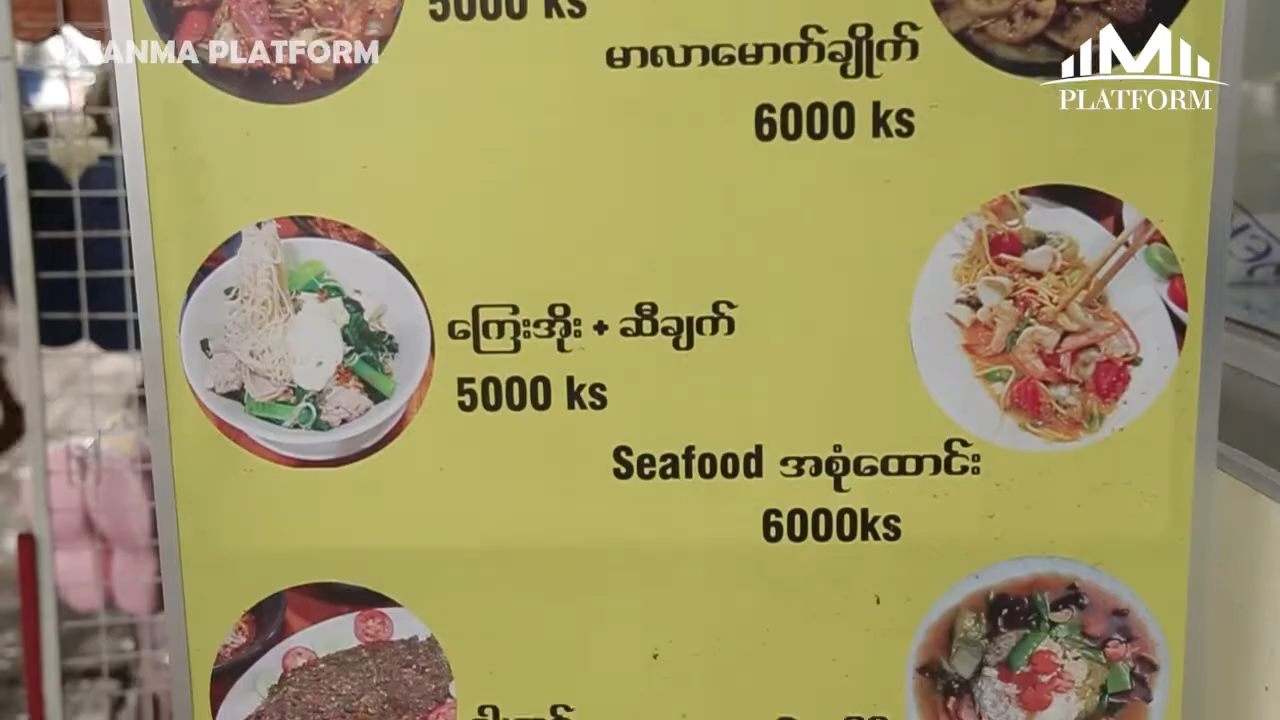 5000 ks
မာလာမောက်ချိုက်
6000 ks
ကြေးအိုး + ဆီချက်
5000 ks
Seafood အစုံထောင်း
6000ks
ANMA PLATFORM
M
PLATFORM